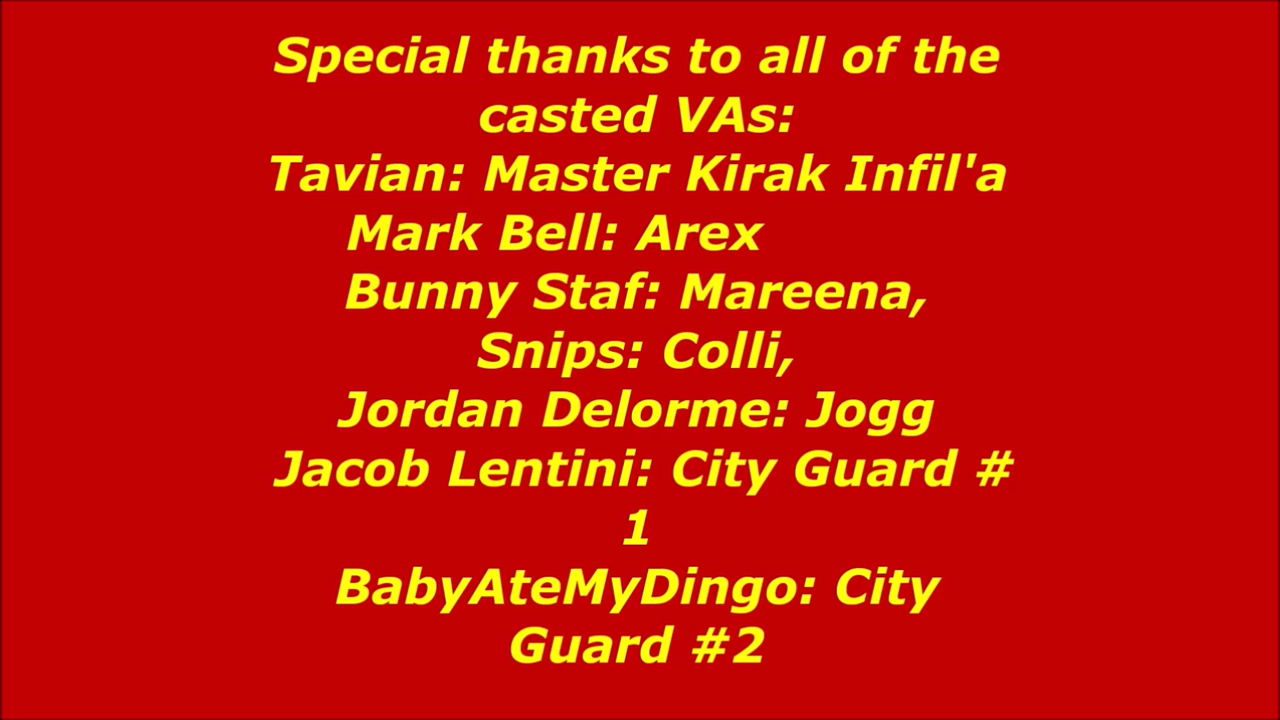 Special thanks to all of the
casted VAs:
Tavian: Master Kirak Infil'a
Mark Bell: Arex
Bunny Staf: Mareena,
Snips: Colli,
Jordan Delorme: Jogg
Jacob Lentini: City Guard #
1
BabyAteMyDingo: City
Guard #2